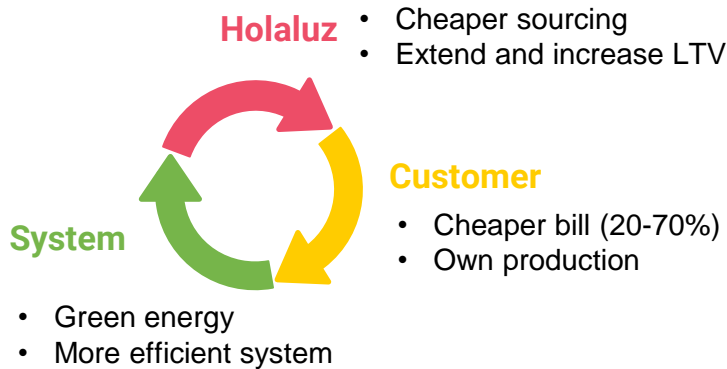 Holaluz
• Cheaper sourcing
• Extend and increase LTV
Customer
• Cheaper bill (20-70%)
• Own production
System
• Green energy
• More efficient system